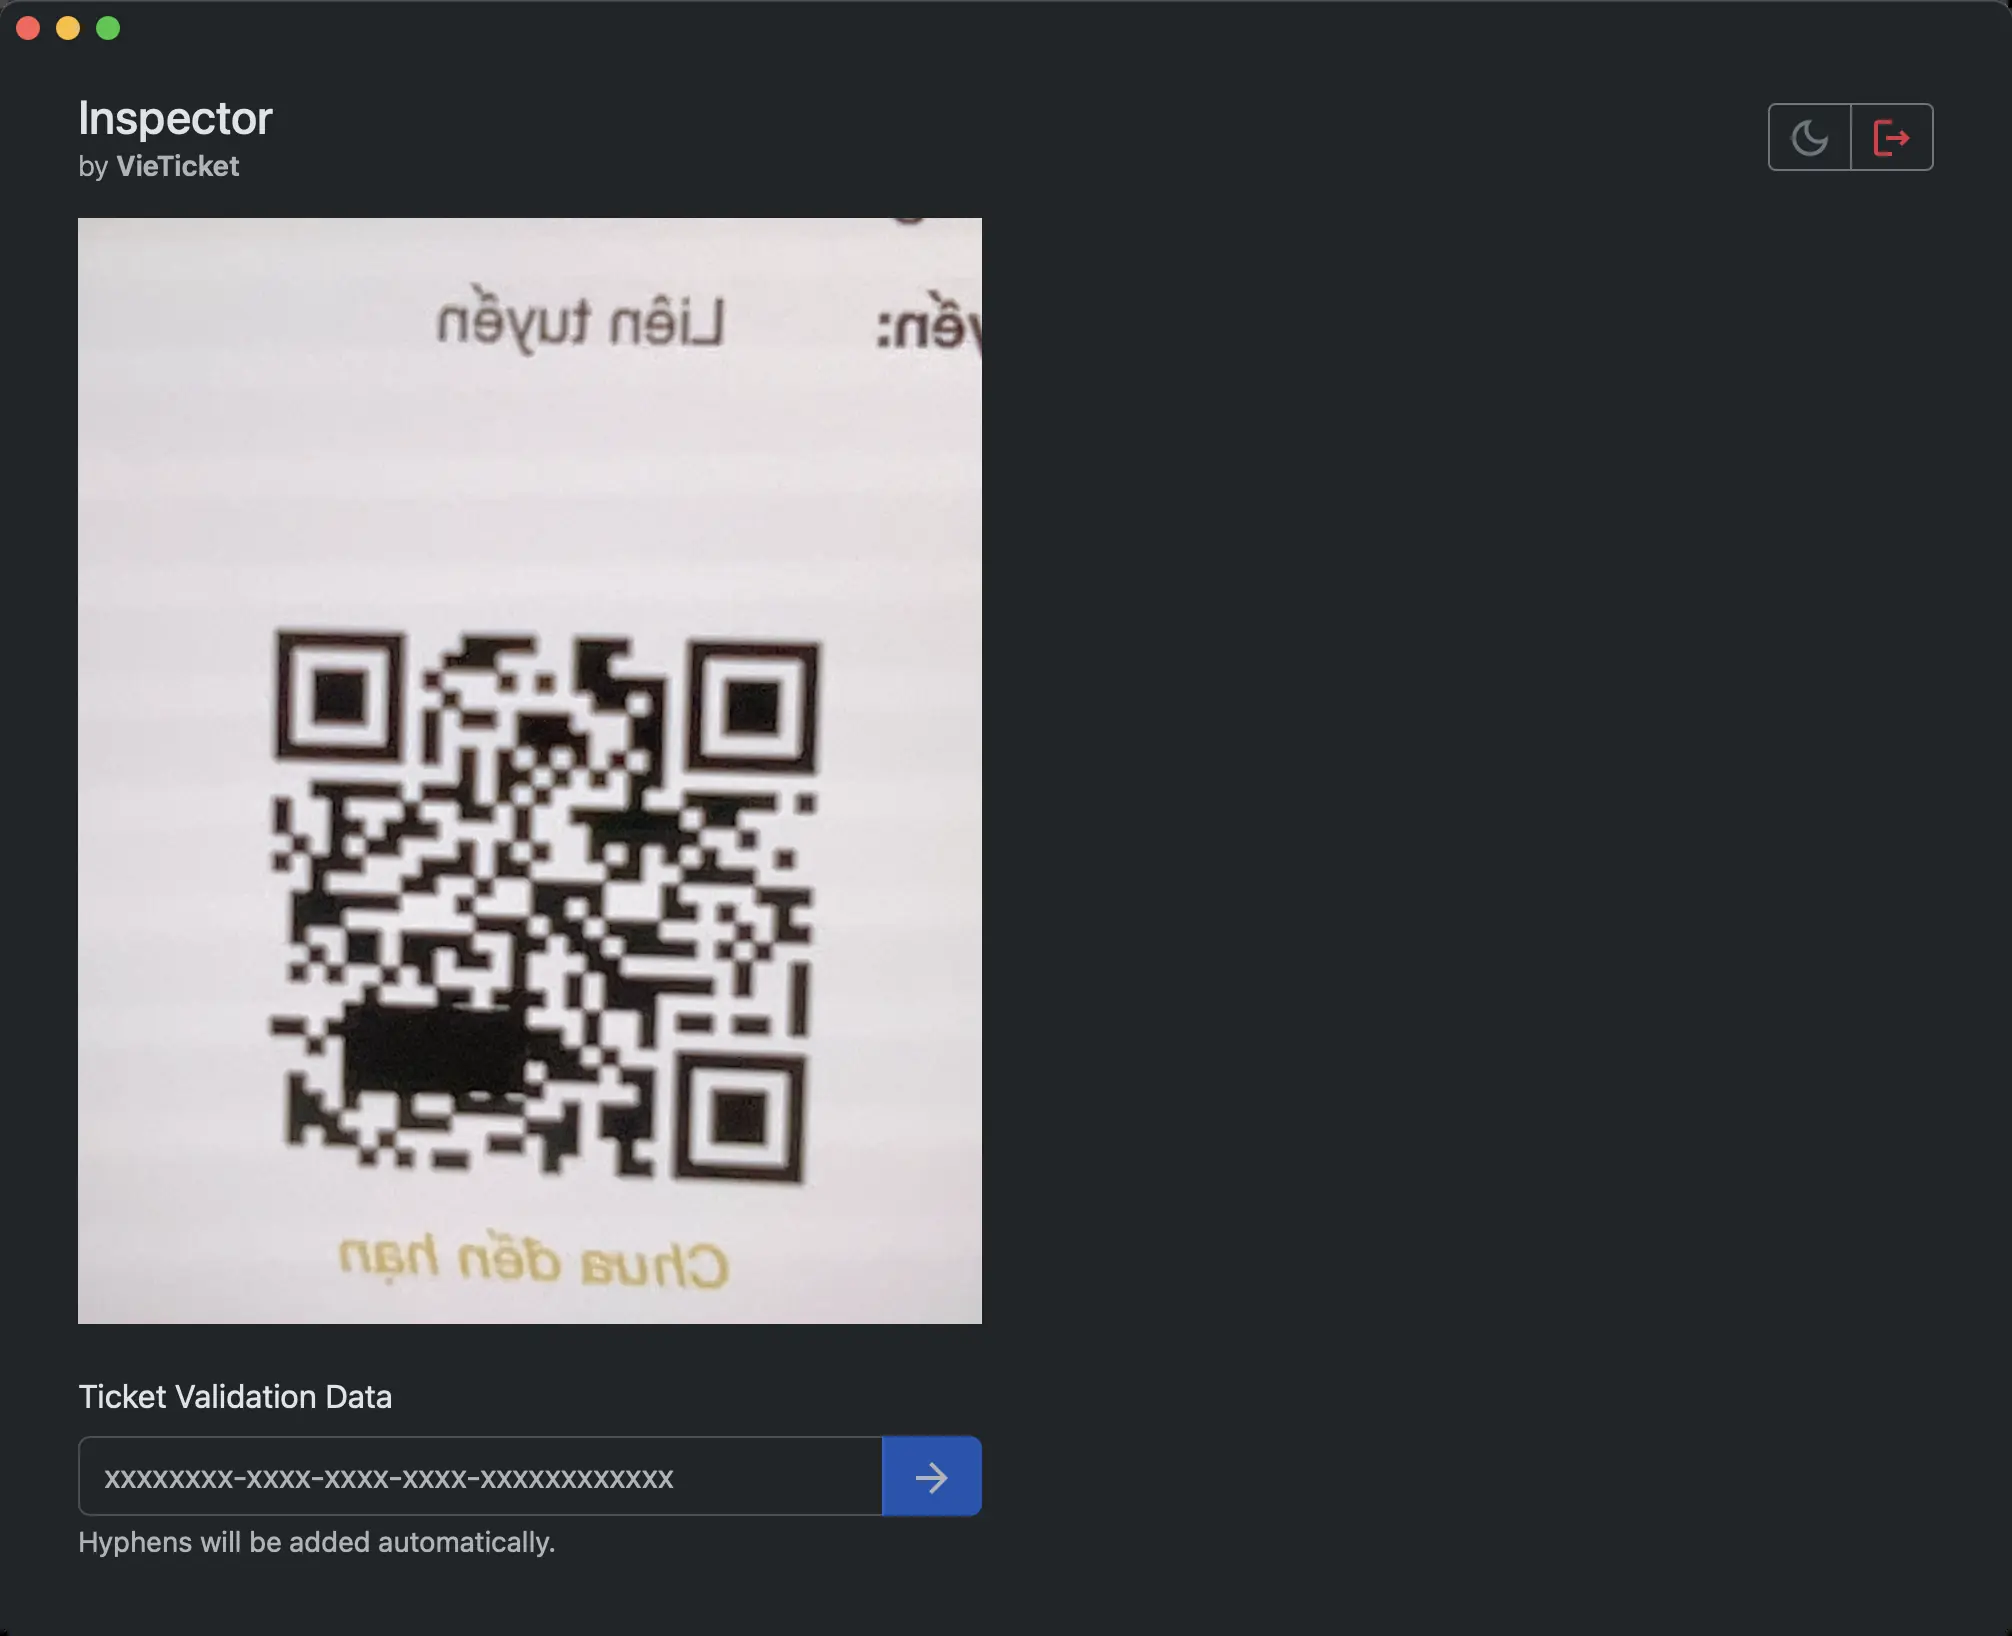 Inspector
by VieTicket
yến: Liên tuyến
Chưa đến hạn
Ticket Validation Data
xxxxxxxx-xxxx-xxxx-xxxx-xxxxxxxxxxxx
Hyphens will be added automatically.